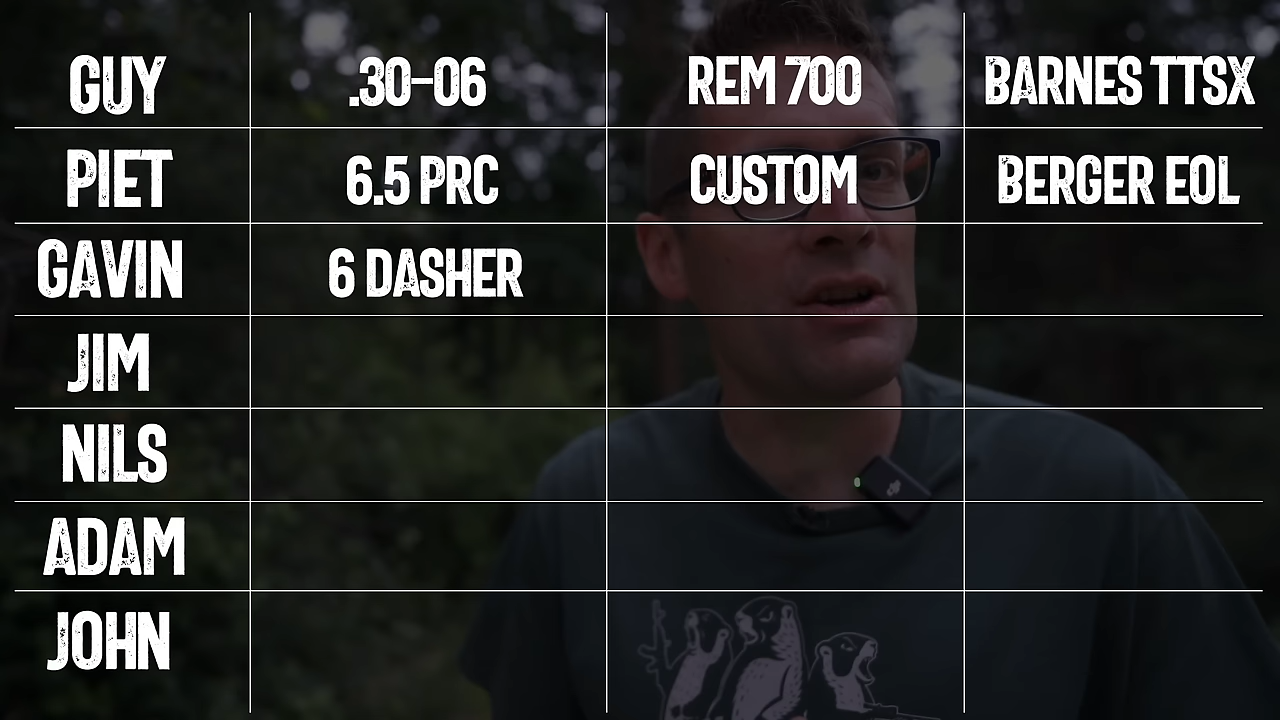 GUY .30-06 REM 700 BARNES TTSX
PIET 6.5 PRC CUSTOM BERGER EOL
GAVIN 6 DASHER
JIM
NILS
ADAM
JOHN